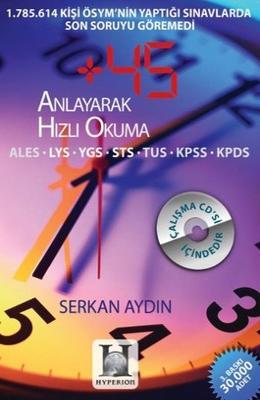 1.785.614 KİŞİ ÖSYM'NİN YAPTIĞI SINAVLARDA
SON SORUYU GÖREMEDİ
+45
ANLAYARAK
HIZLI OKUMA
ALES · LYS · YGS · STS · TUS · KPSS · KPDS
ÇALIŞMA CD'Sİ
İÇİNDEDİR
SERKAN AYDIN
H
HYPERION
3. BASKI
30.000
ADET